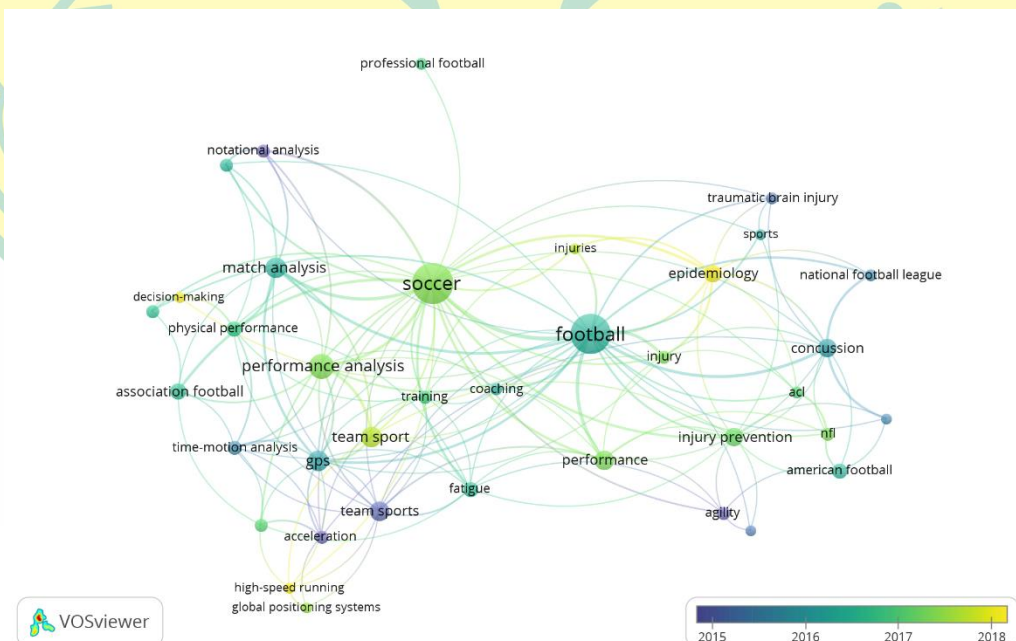 professional football
notational analysis
traumatic brain injury
sports
injuries
match analysis
epidemiology
national football league
soccer
decision-making
physical performance
football
concussion
injury
performance analysis
association football
training
coaching
acl
team sport
injury prevention
nfl
time-motion analysis
gps
performance
american football
fatigue
team sports
agility
acceleration
high-speed running
global positioning systems
VOSviewer
2015 2016 2017 2018